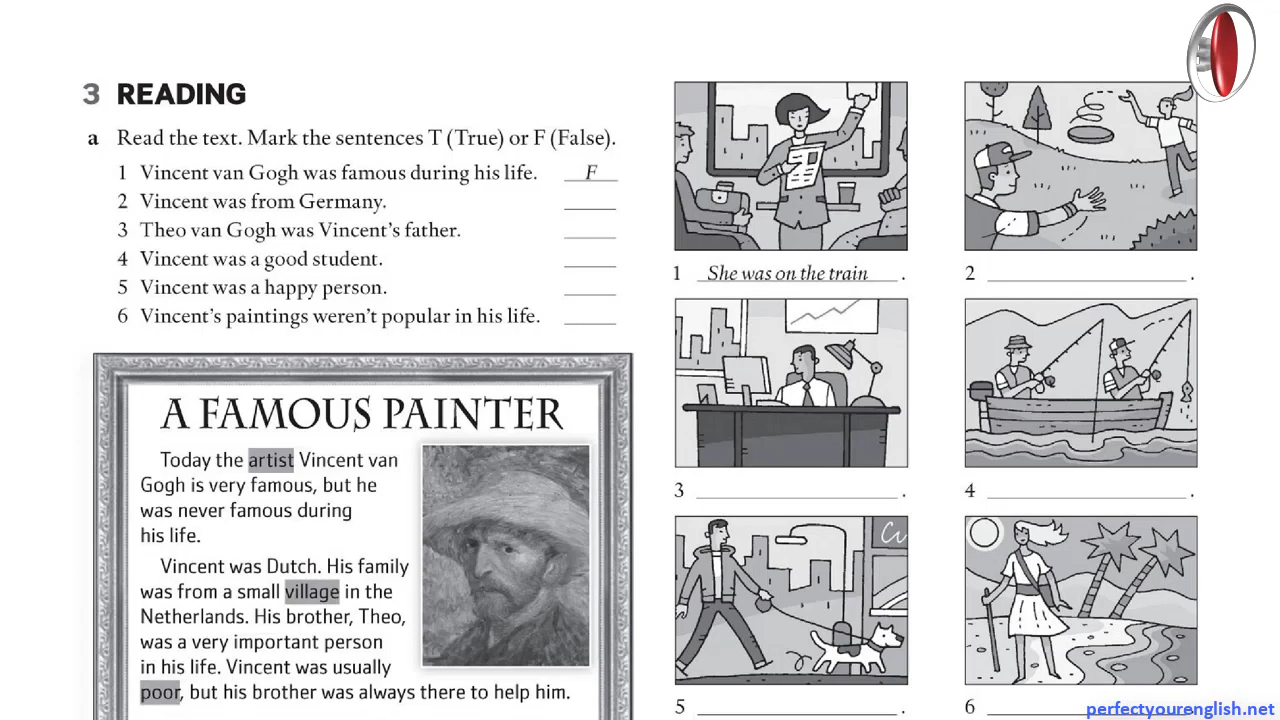 3 READING
a Read the text. Mark the sentences T (True) or F (False).
1 Vincent van Gogh was famous during his life. F
2 Vincent was from Germany.
3 Theo van Gogh was Vincent's father.
4 Vincent was a good student.
5 Vincent was a happy person.
6 Vincent's paintings weren't popular in his life.
A FAMOUS PAINTER
Today the artist Vincent van
Gogh is very famous, but he
was never famous during
his life.
Vincent was Dutch. His family
was from a small village in the
Netherlands. His brother, Theo,
was a very important person
in his life. Vincent was usually
poor, but his brother was always there to help him.
1 She was on the train .
2 .
3 .
4 .
5 .
6
perfectyourenglish.net